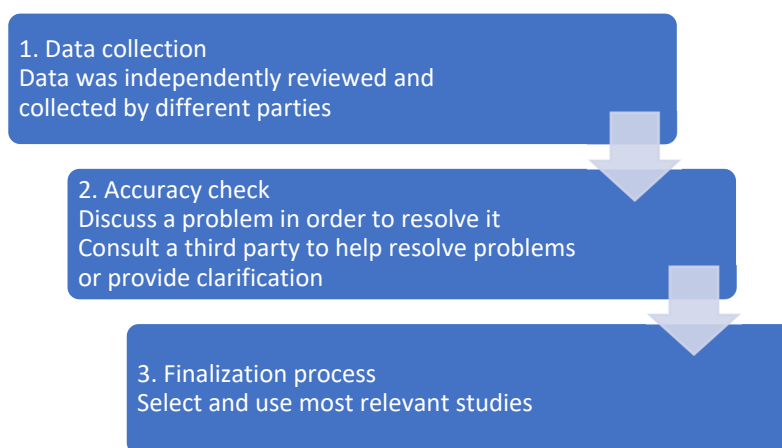 1. Data collection
Data was independently reviewed and
collected by different parties
2. Accuracy check
Discuss a problem in order to resolve it
Consult a third party to help resolve problems
or provide clarification
3. Finalization process
Select and use most relevant studies